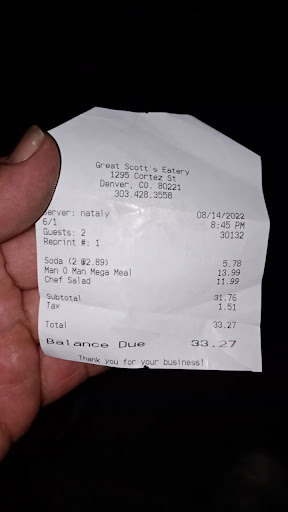 Great Scott's Eatery
1295 Cortez St
Denver, CO. 80221
303.428.3558
Server: nataly 08/14/2022
6/1 8:45 PM
Guests: 2 30132
Reprint #: 1
Soda (2 @2.89) 5.78
Man O Man Mega Meal 13.99
Chef Salad 11.99
Subtotal 31.76
Tax 1.51
Total 33.27
Balance Due 33.27
Thank you for your business!